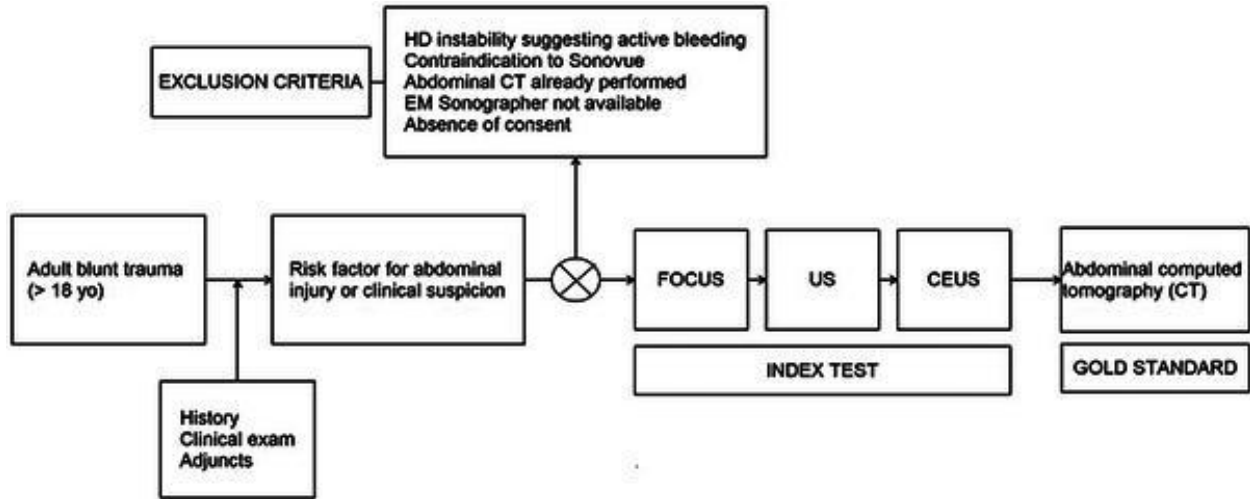 HD instability suggesting active bleeding
Contraindication to Sonovue
Abdominal CT already performed
EM Sonographer not available
Absence of consent
EXCLUSION CRITERIA
Adult blunt trauma
(> 18 yo)
Risk factor for abdominal
injury or clinical suspicion
FOCUS
US
CEUS
Abdominal computed
tomography (CT)
INDEX TEST
GOLD STANDARD
History
Clinical exam
Adjuncts